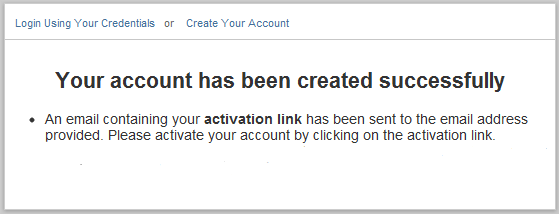 Login Using Your Credentials or Create Your Account
Your account has been created successfully
• An email containing your activation link has been sent to the email address
provided. Please activate your account by clicking on the activation link.